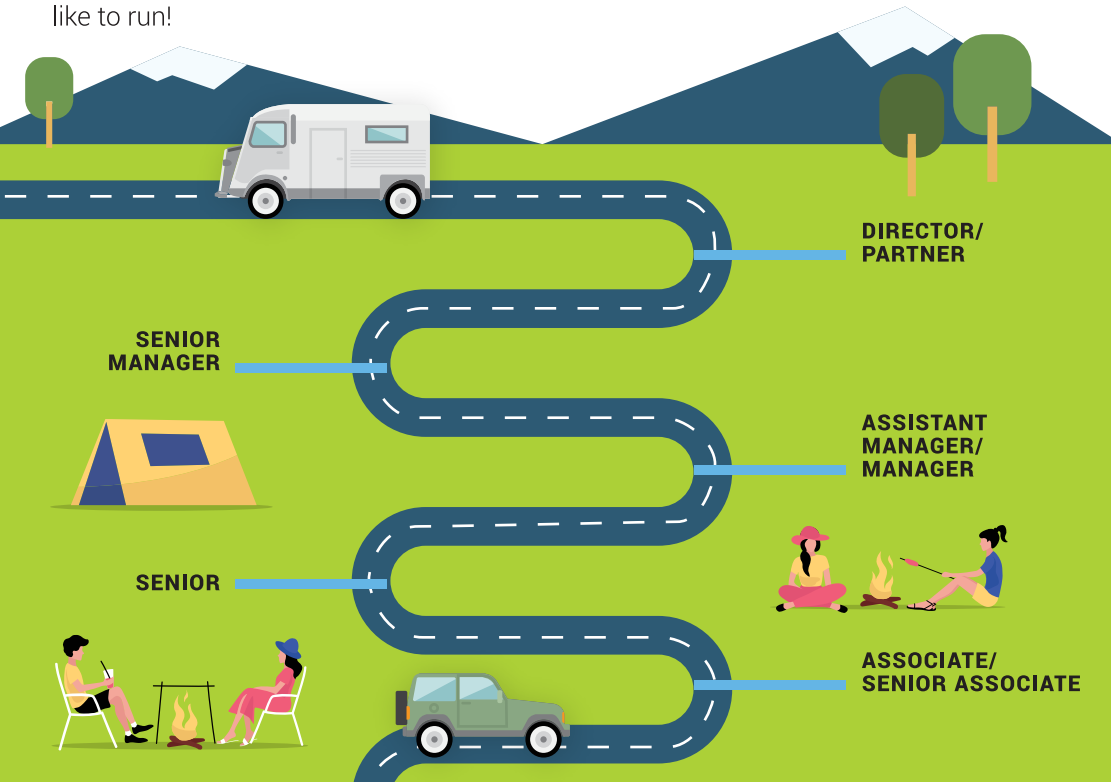 like to run!
DIRECTOR/
PARTNER
SENIOR
MANAGER
ASSISTANT
MANAGER/
MANAGER
SENIOR
ASSOCIATE/
SENIOR ASSOCIATE